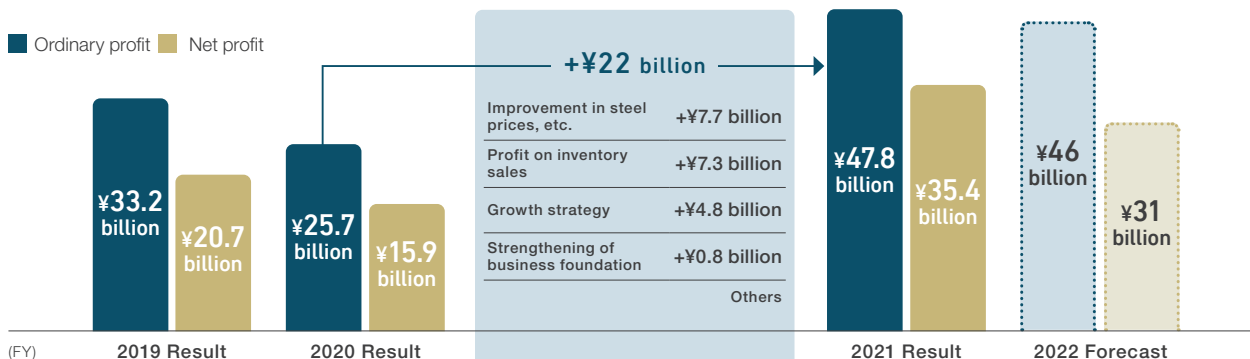 Ordinary profit Net profit
+¥22 billion
Improvement in steel
prices, etc.
+¥7.7 billion
Profit on inventory
sales
+¥7.3 billion
Growth strategy
+¥4.8 billion
Strengthening of
business foundation
+¥0.8 billion
Others
¥33.2
billion
¥20.7
billion
¥25.7
billion
¥15.9
billion
¥47.8
billion
¥35.4
billion
¥46
billion
¥31
billion
(FY) 2019 Result 2020 Result 2021 Result 2022 Forecast